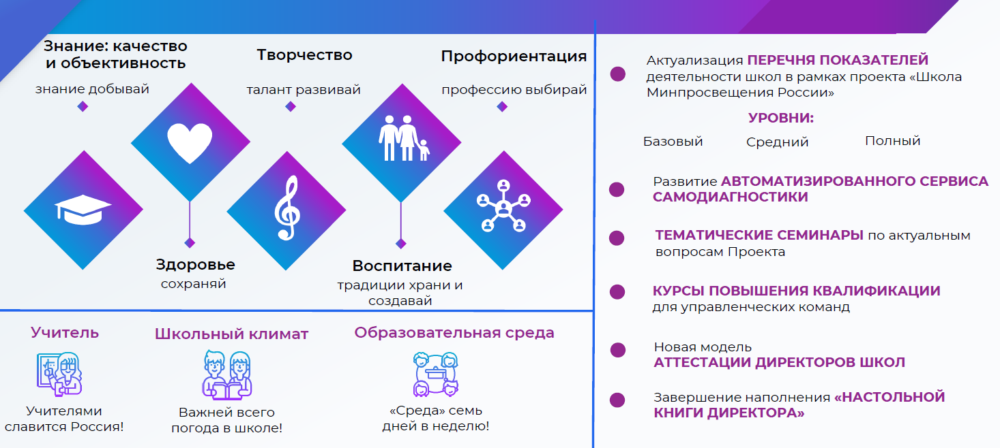 Знание: качество
и объективность
знание добывай
Творчество
талант развивай
Профориентация
профессию выбирай
Здоровье
сохраняй
Воспитание
традиции храни и
создавай
Учитель
Учителями
славится Россия!
Школьный климат
Важней всего
погода в школе!
Образовательная среда
«Среда» семь
дней в неделю!
Актуализация ПЕРЕЧНЯ ПОКАЗАТЕЛЕЙ
деятельности школ в рамках проекта «Школа
Минпросвещения России»
УРОВНИ:
Базовый Средний Полный
Развитие АВТОМАТИЗИРОВАННОГО СЕРВИСА
САМОДИАГНОСТИКИ
ТЕМАТИЧЕСКИЕ СЕМИНАРЫ по актуальным
вопросам Проекта
КУРСЫ ПОВЫШЕНИЯ КВАЛИФИКАЦИИ
для управленческих команд
Новая модель
АТТЕСТАЦИИ ДИРЕКТОРОВ ШКОЛ
Завершение наполнения «НАСТОЛЬНОЙ
КНИГИ ДИРЕКТОРА»